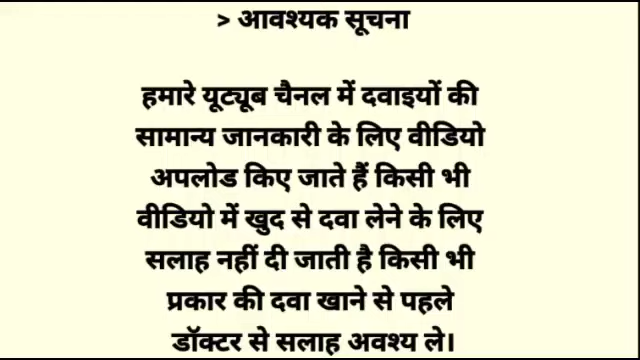 > आवश्यक सूचना
हमारे यूट्यूब चैनल में दवाइयों की
सामान्य जानकारी के लिए वीडियो
अपलोड किए जाते हैं किसी भी
वीडियो में खुद से दवा लेने के लिए
सलाह नहीं दी जाती है किसी भी
प्रकार की दवा खाने से पहले
डॉक्टर से सलाह अवश्य ले।